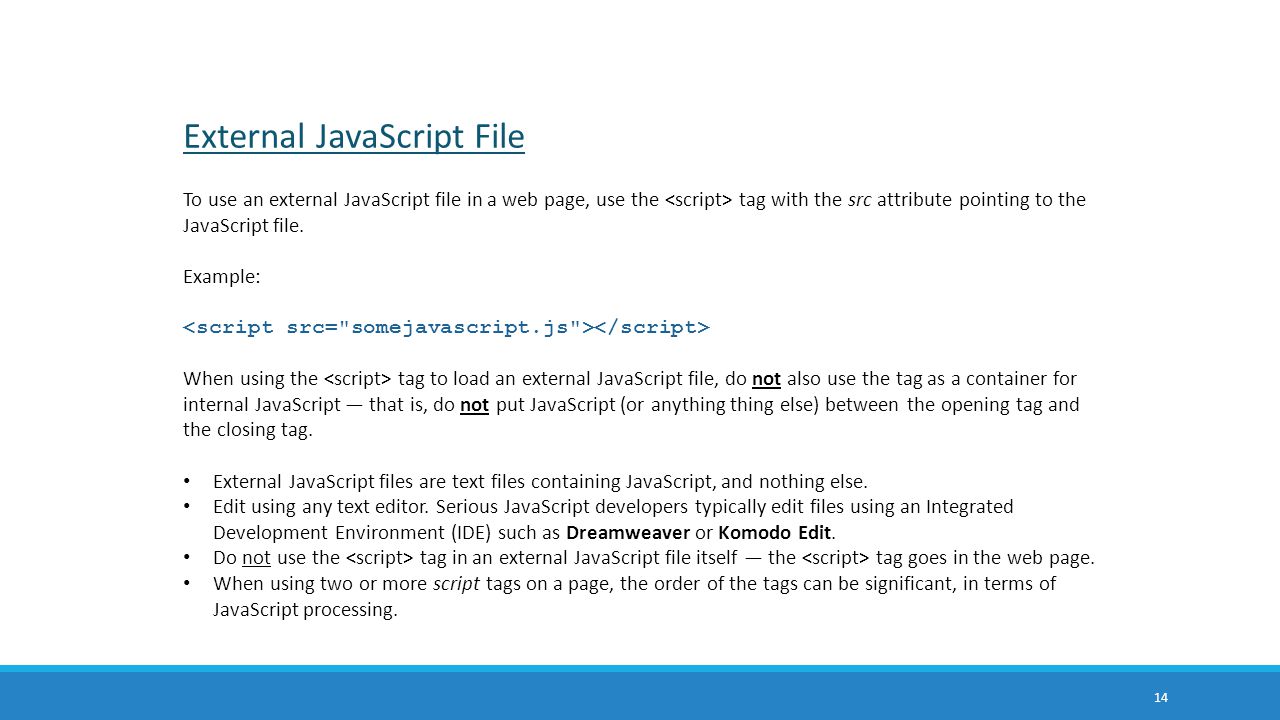 External JavaScript File
To use an external JavaScript file in a web page, use the <script> tag with the src attribute pointing to the
JavaScript file.
Example:
<script src="somejavascript.js"></script>
When using the <script> tag to load an external JavaScript file, do not also use the tag as a container for
internal JavaScript — that is, do not put JavaScript (or anything thing else) between the opening tag and
the closing tag.
• External JavaScript files are text files containing JavaScript, and nothing else.
• Edit using any text editor. Serious JavaScript developers typically edit files using an Integrated
Development Environment (IDE) such as Dreamweaver or Komodo Edit.
• Do not use the <script> tag in an external JavaScript file itself — the <script> tag goes in the web page.
• When using two or more script tags on a page, the order of the tags can be significant, in terms of
JavaScript processing.
14